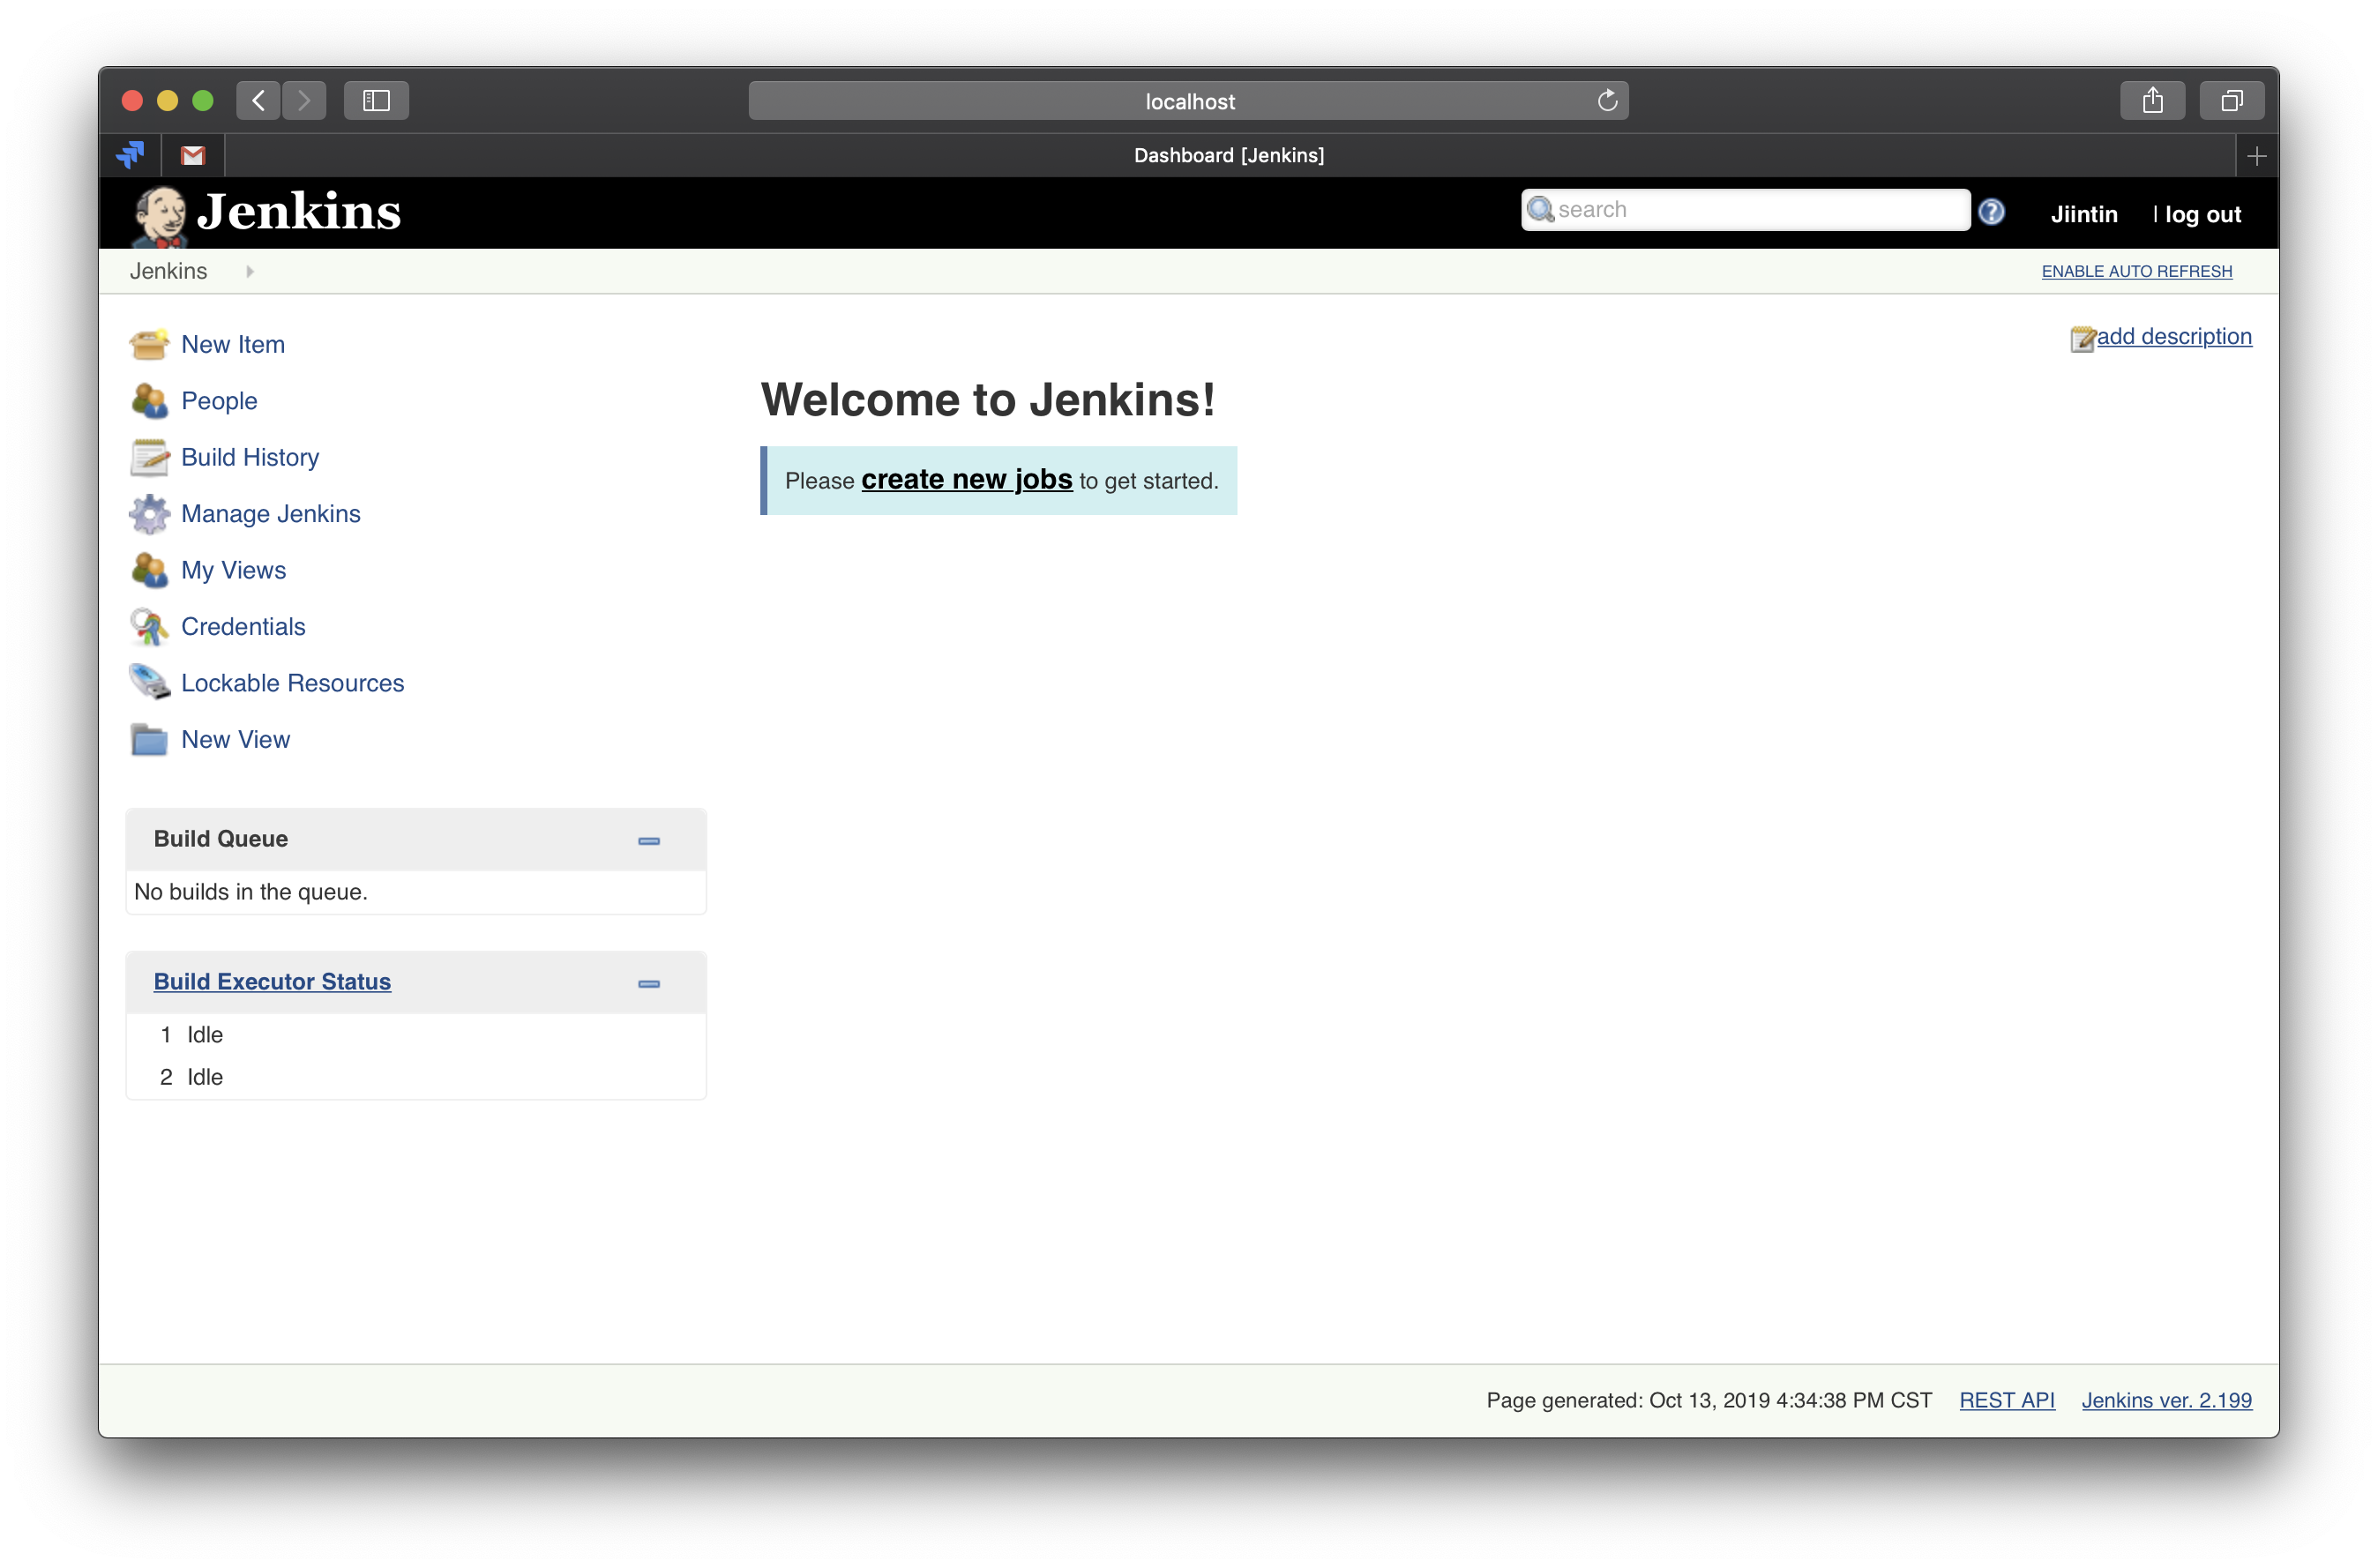 localhost
Dashboard [Jenkins]
Jenkins
search
Jiintin
| log out
Jenkins
ENABLE AUTO REFRESH
New Item
People
Build History
Manage Jenkins
My Views
Credentials
Lockable Resources
New View
add description
Welcome to Jenkins!
Please create new jobs to get started.
Build Queue
No builds in the queue.
Build Executor Status
1 Idle
2 Idle
Page generated: Oct 13, 2019 4:34:38 PM CST REST API Jenkins ver. 2.199